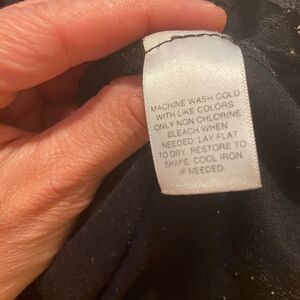 MACHINE WASH COLD
WITH LIKE COLORS
ONLY NON CHLORINE
BLEACH WHEN
NEEDED. LAY FLAT
TO DRY. RESTORE TO
SHAPE. COOL IRON
IF NEEDED.